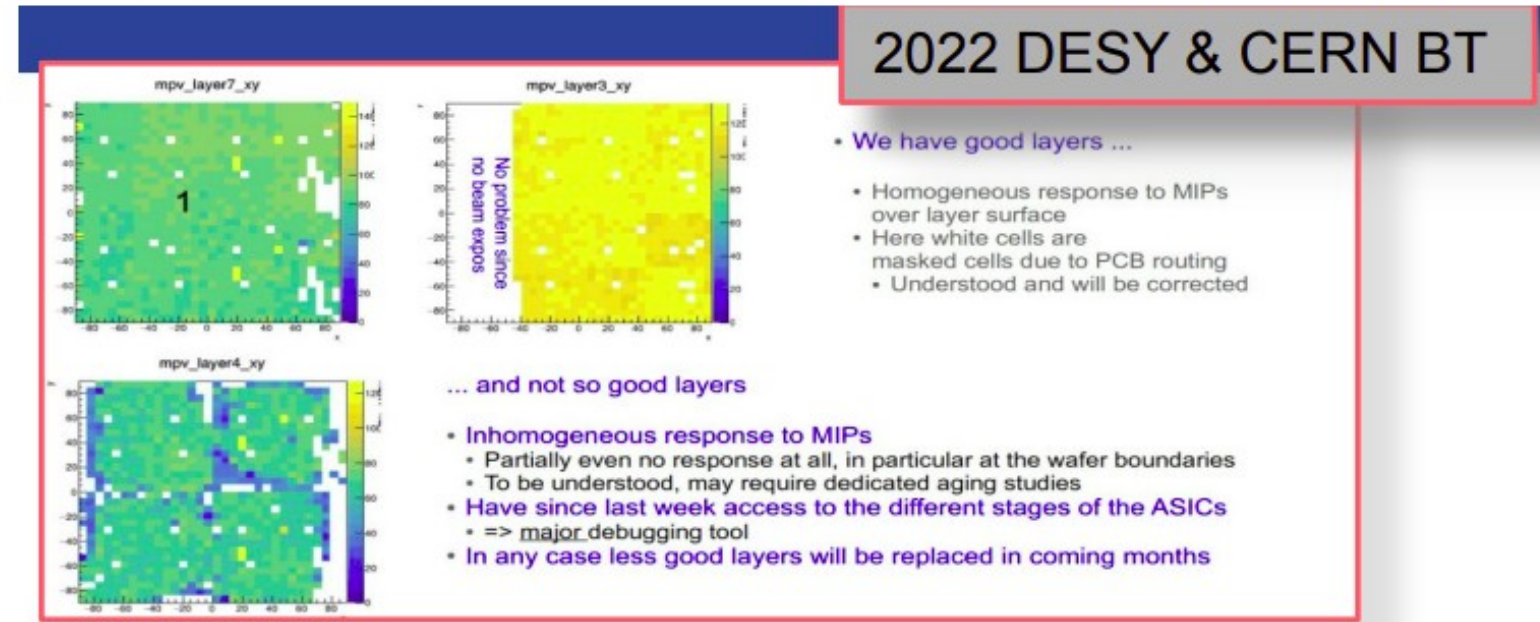 2022 DESY & CERN BT
mpv_layer7_xy
1
mpv_layer3_xy
No problem since
no beam expos
• We have good layers ...
• Homogeneous response to MIPs
over layer surface
• Here white cells are
masked cells due to PCB routing
• Understood and will be corrected
mpv_layer4_xy
... and not so good layers
• Inhomogeneous response to MIPs
• Partially even no response at all, in particular at the wafer boundaries
• To be understood, may require dedicated aging studies
• Have since last week access to the different stages of the ASICs
• => major debugging tool
• In any case less good layers will be replaced in coming months